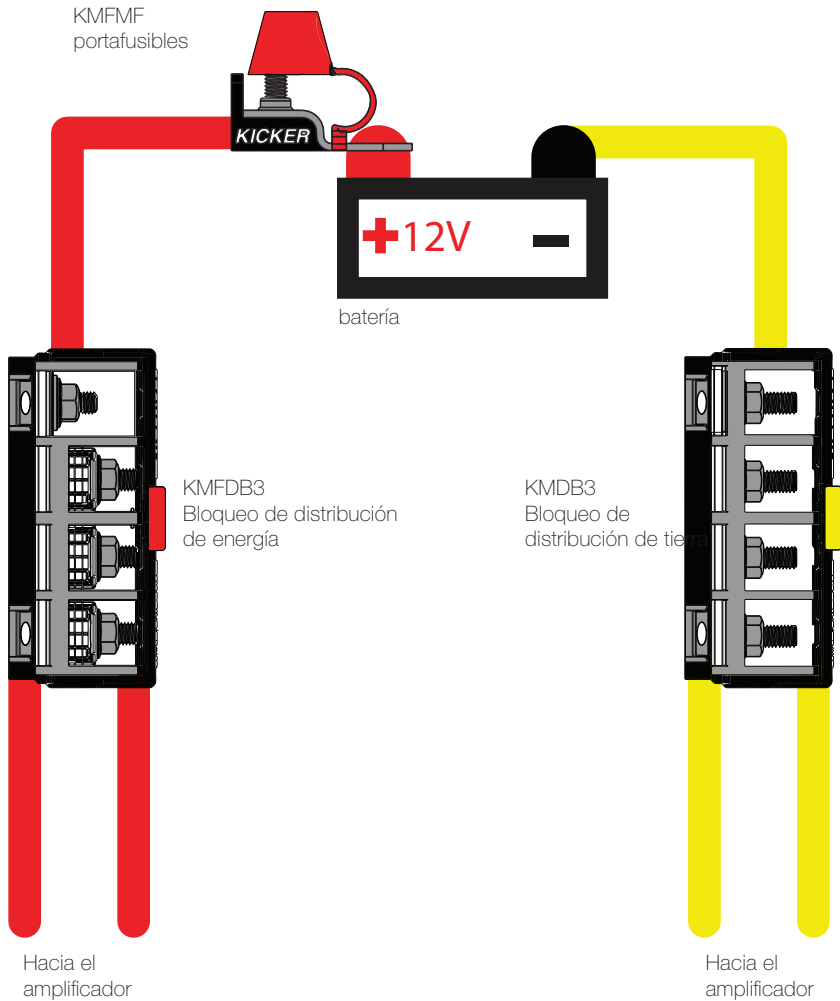 KMFMF
portafusibles
KICKER
+12V -
batería
KMFDB3
Bloqueo de distribución
de energía
KMDB3
Bloqueo de
distribución de tierra
Hacia el
amplificador
Hacia el
amplificador